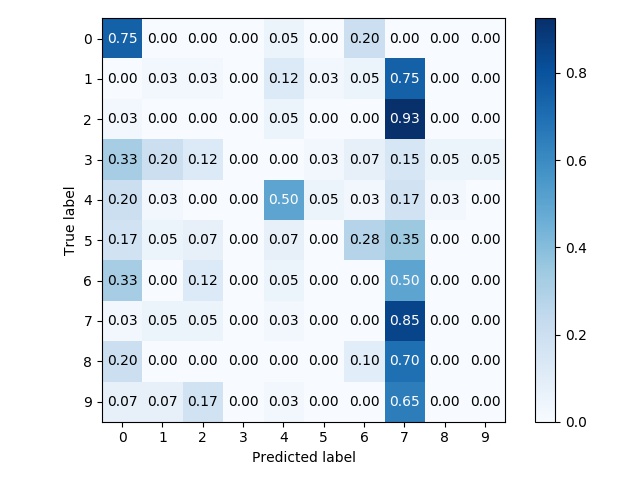 0 0.75 0.00 0.00 0.00 0.05 0.00 0.20 0.00 0.00 0.00
1 0.00 0.03 0.03 0.00 0.12 0.03 0.05 0.75 0.00 0.00
2 0.03 0.00 0.00 0.00 0.05 0.00 0.00 0.93 0.00 0.00
3 0.33 0.20 0.12 0.00 0.00 0.03 0.07 0.15 0.05 0.05
4 0.20 0.03 0.00 0.00 0.50 0.05 0.03 0.17 0.03 0.00
5 0.17 0.05 0.07 0.00 0.07 0.00 0.28 0.35 0.00 0.00
6 0.33 0.00 0.12 0.00 0.05 0.00 0.00 0.50 0.00 0.00
7 0.03 0.05 0.05 0.00 0.03 0.00 0.00 0.85 0.00 0.00
8 0.20 0.00 0.00 0.00 0.00 0.00 0.10 0.70 0.00 0.00
9 0.07 0.07 0.17 0.00 0.03 0.00 0.00 0.65 0.00 0.00
0 1 2 3 4 5 6 7 8 9
Predicted label
True label
0.8
0.6
0.4
0.2
0.0